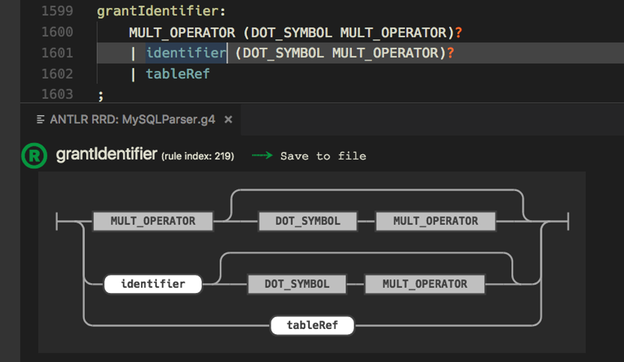 1599 grantIdentifier:
1600 MULT_OPERATOR (DOT_SYMBOL MULT_OPERATOR)?
1601 | identifier (DOT_SYMBOL MULT_OPERATOR)?
1602 | tableRef
1603 ;
ANTLR RRD: MySQLParser.g4 ×
R grantIdentifier (rule index: 219) → Save to file
MULT_OPERATOR DOT_SYMBOL MULT_OPERATOR
identifier DOT_SYMBOL MULT_OPERATOR
tableRef